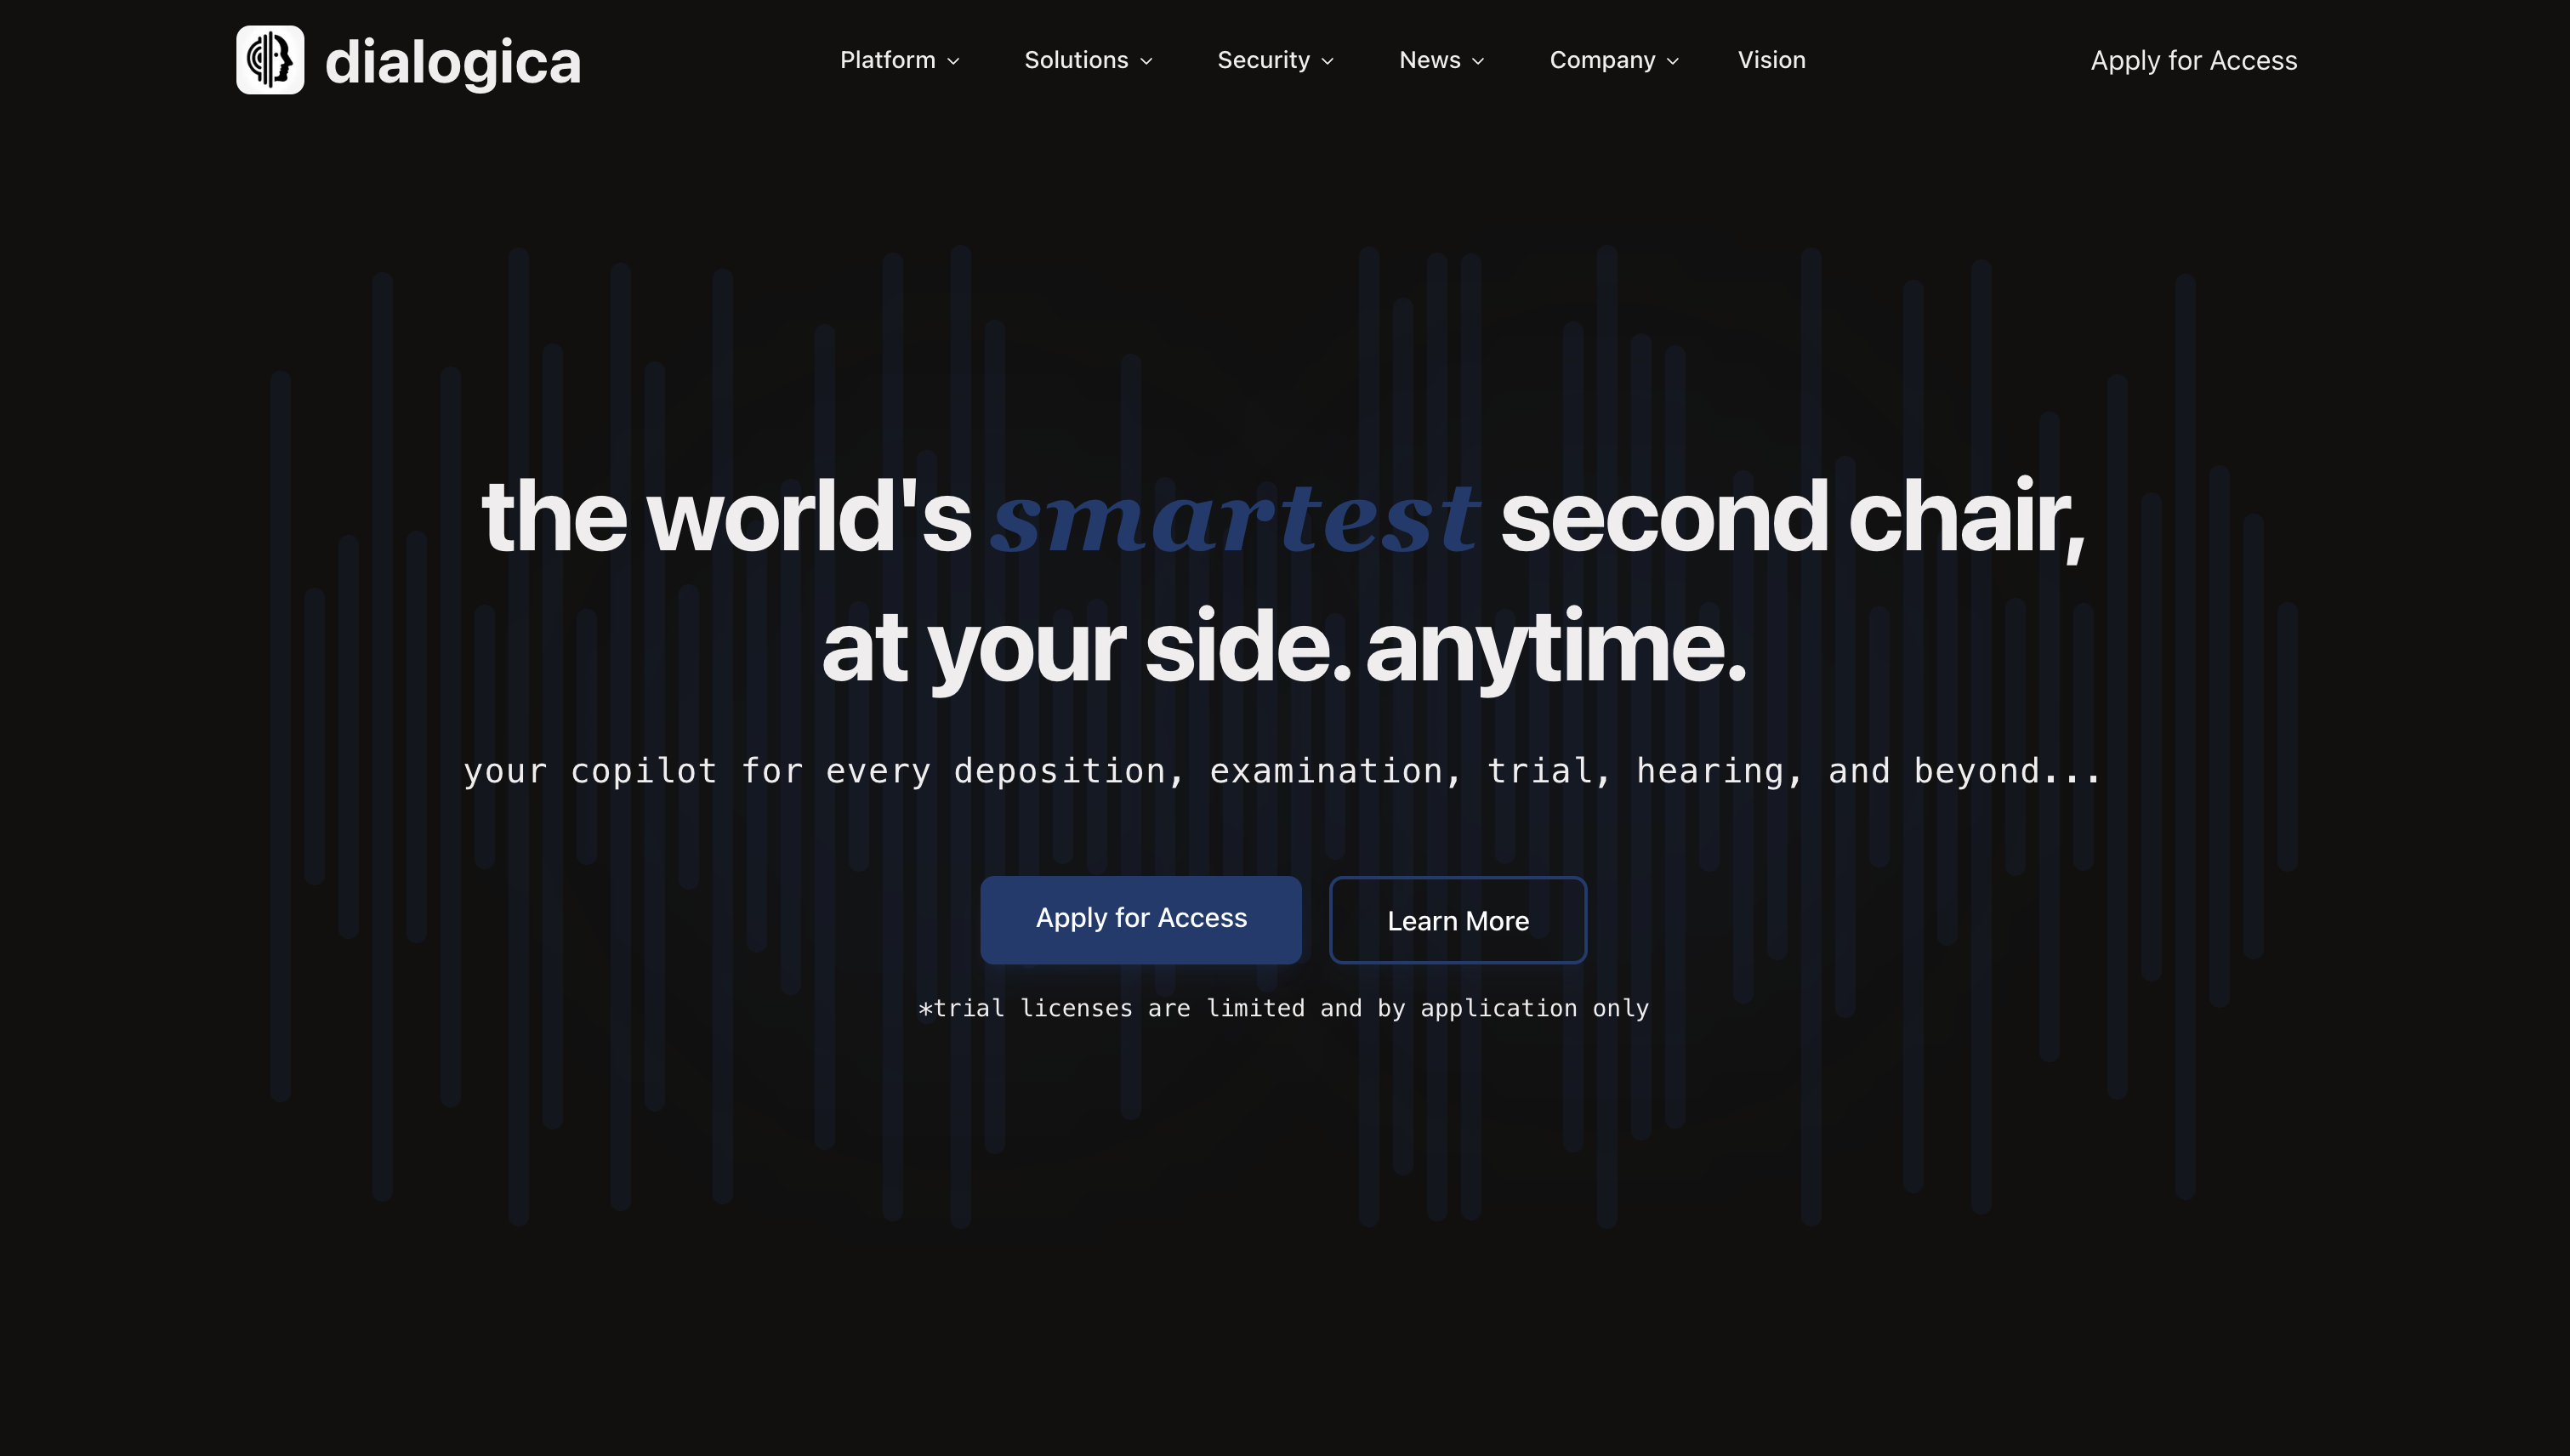 dialogica
Platform
Solutions
Security
News
Company
Vision
Apply for Access
the world's smartest second chair,
at your side. anytime.
your copilot for every deposition, examination, trial, hearing, and beyond...
Apply for Access
Learn More
*trial licenses are limited and by application only